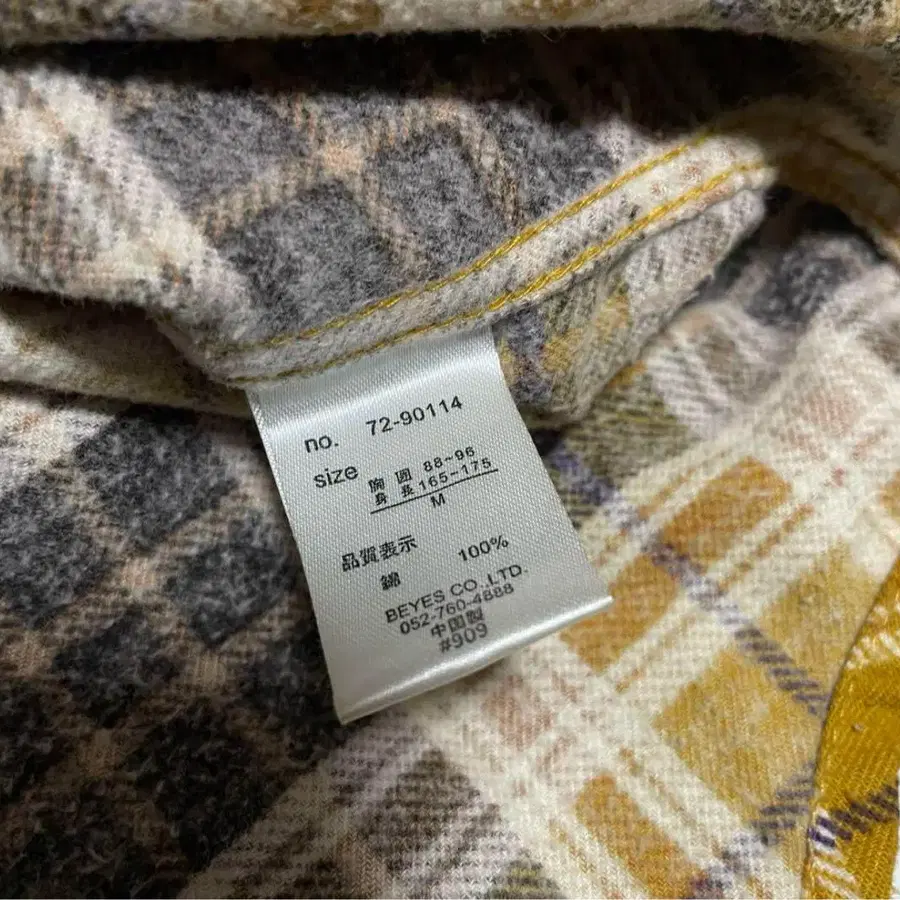 no. 72-90114
size 胸囲 88~96
身長 165~175
M
品質表示
綿 100%
BEYES CO.,LTD.
052-760-4888
中国製
#909